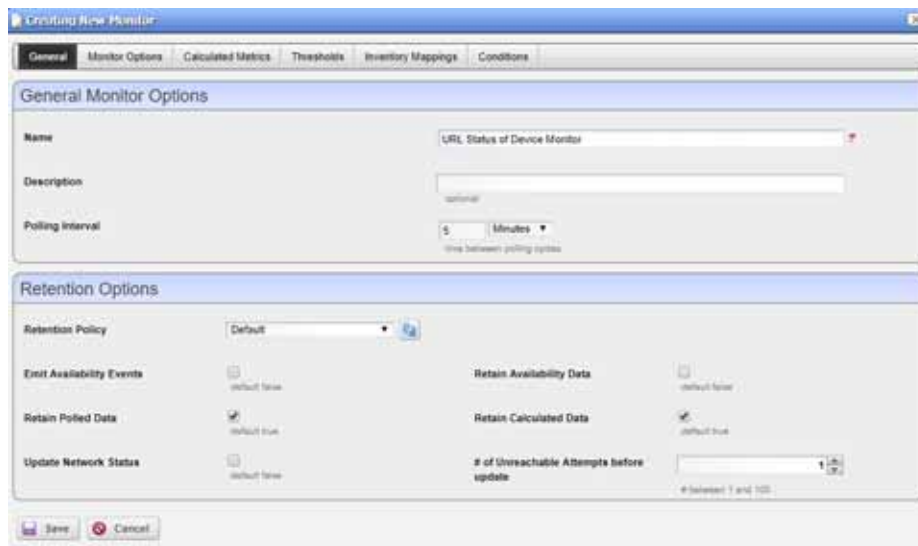 Creating New Monitor
General Monitor Options Calculated Metrics Thresholds Inventory Mappings Conditions
General Monitor Options
Name URL Status of Device Monitor *
Description
optional
Polling Interval 5 Minutes
time between polling cycles
Retention Options
Retention Policy Default
Emit Availability Events Retain Availability Data
default false default false
Retain Polled Data Retain Calculated Data
default true default true
Update Network Status # of Unreachable Attempts before update 1
default false # between 1 and 100
Save Cancel